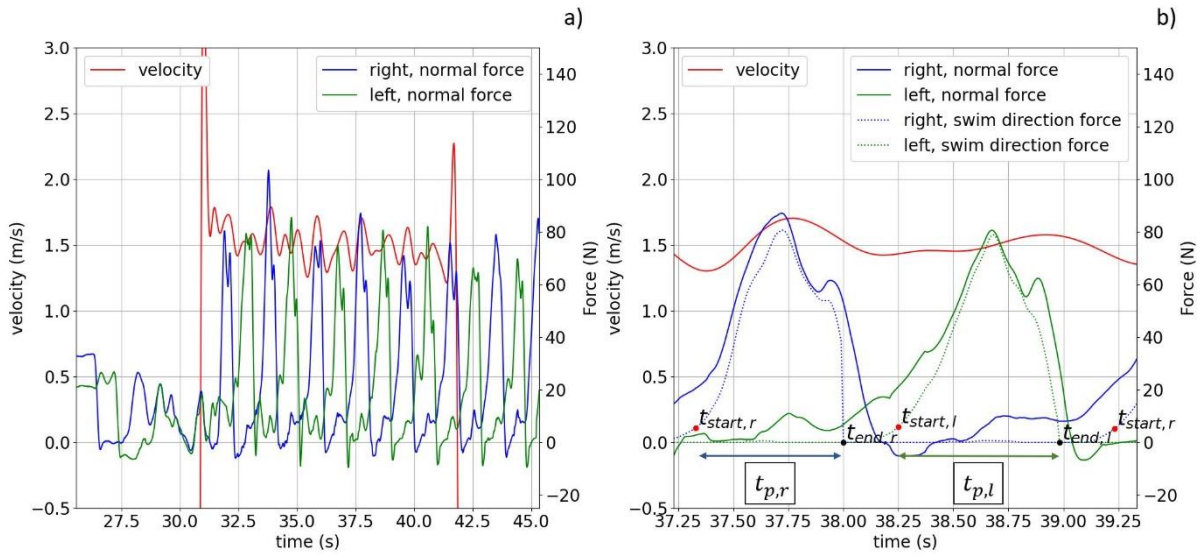 a)
b)
velocity
right, normal force
left, normal force
velocity (m/s)
3.0
2.5
2.0
1.5
1.0
0.5
0.0
−0.5
140
120
100
80
60
40
20
0
−20
Force (N)
27.5 30.0 32.5 35.0 37.5 40.0 42.5 45.0
time (s)
velocity
right, normal force
left, normal force
right, swim direction force
left, swim direction force
velocity (m/s)
3.0
2.5
2.0
1.5
1.0
0.5
0.0
−0.5
140
120
100
80
60
40
20
0
−20
Force (N)
t_start, r
t_end, r
t_start, l
t_end, l
t_start, r
t_p,r
t_p,l
37.25 37.50 37.75 38.00 38.25 38.50 38.75 39.00 39.25
time (s)